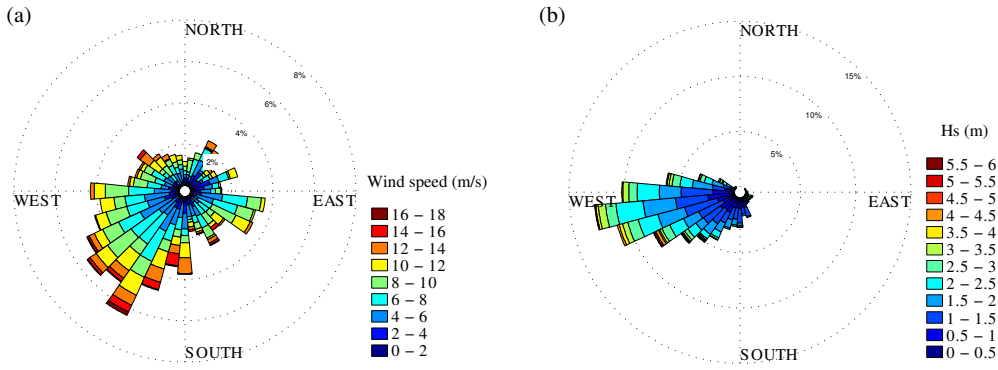 (a)
NORTH
8%
6%
4%
2%
WEST
EAST
SOUTH
Wind speed (m/s)
16 – 18
14 – 16
12 – 14
10 – 12
8 – 10
6 – 8
4 – 6
2 – 4
0 – 2
(b)
NORTH
15%
10%
5%
WEST
EAST
SOUTH
Hs (m)
5.5 – 6
5 – 5.5
4.5 – 5
4 – 4.5
3.5 – 4
3 – 3.5
2.5 – 3
2 – 2.5
1.5 – 2
1 – 1.5
0.5 – 1
0 – 0.5